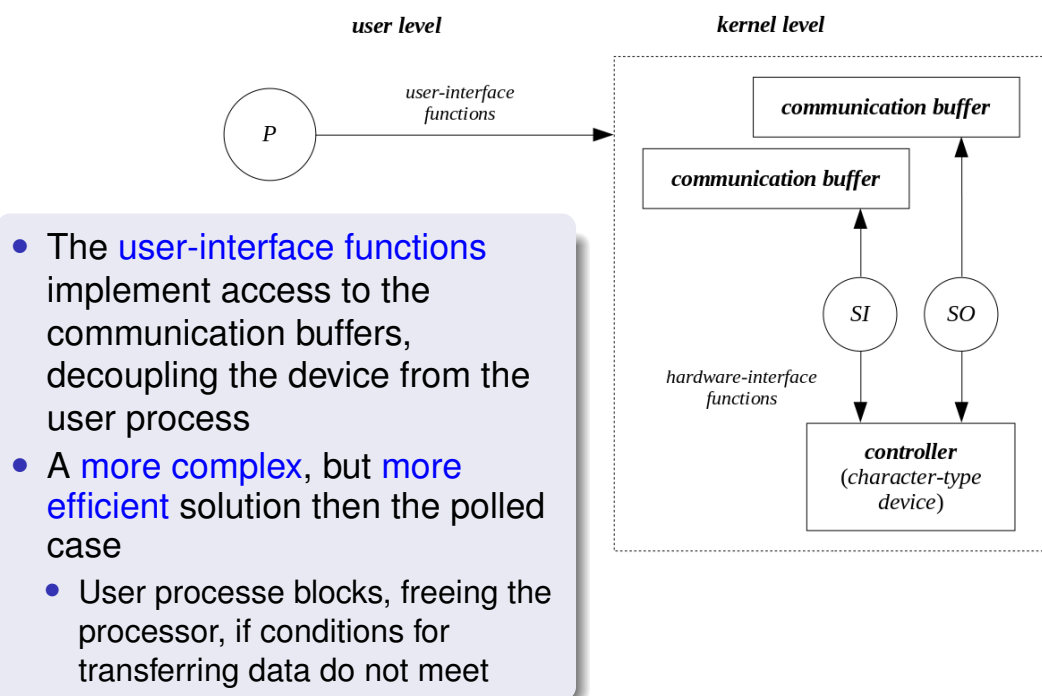 user level
kernel level
user-interface
functions
P
communication buffer
communication buffer
SI
SO
hardware-interface
functions
controller
(character-type
device)
• The user-interface functions
implement access to the
communication buffers,
decoupling the device from the
user process
• A more complex, but more
efficient solution then the polled
case
• User processe blocks, freeing the
processor, if conditions for
transferring data do not meet